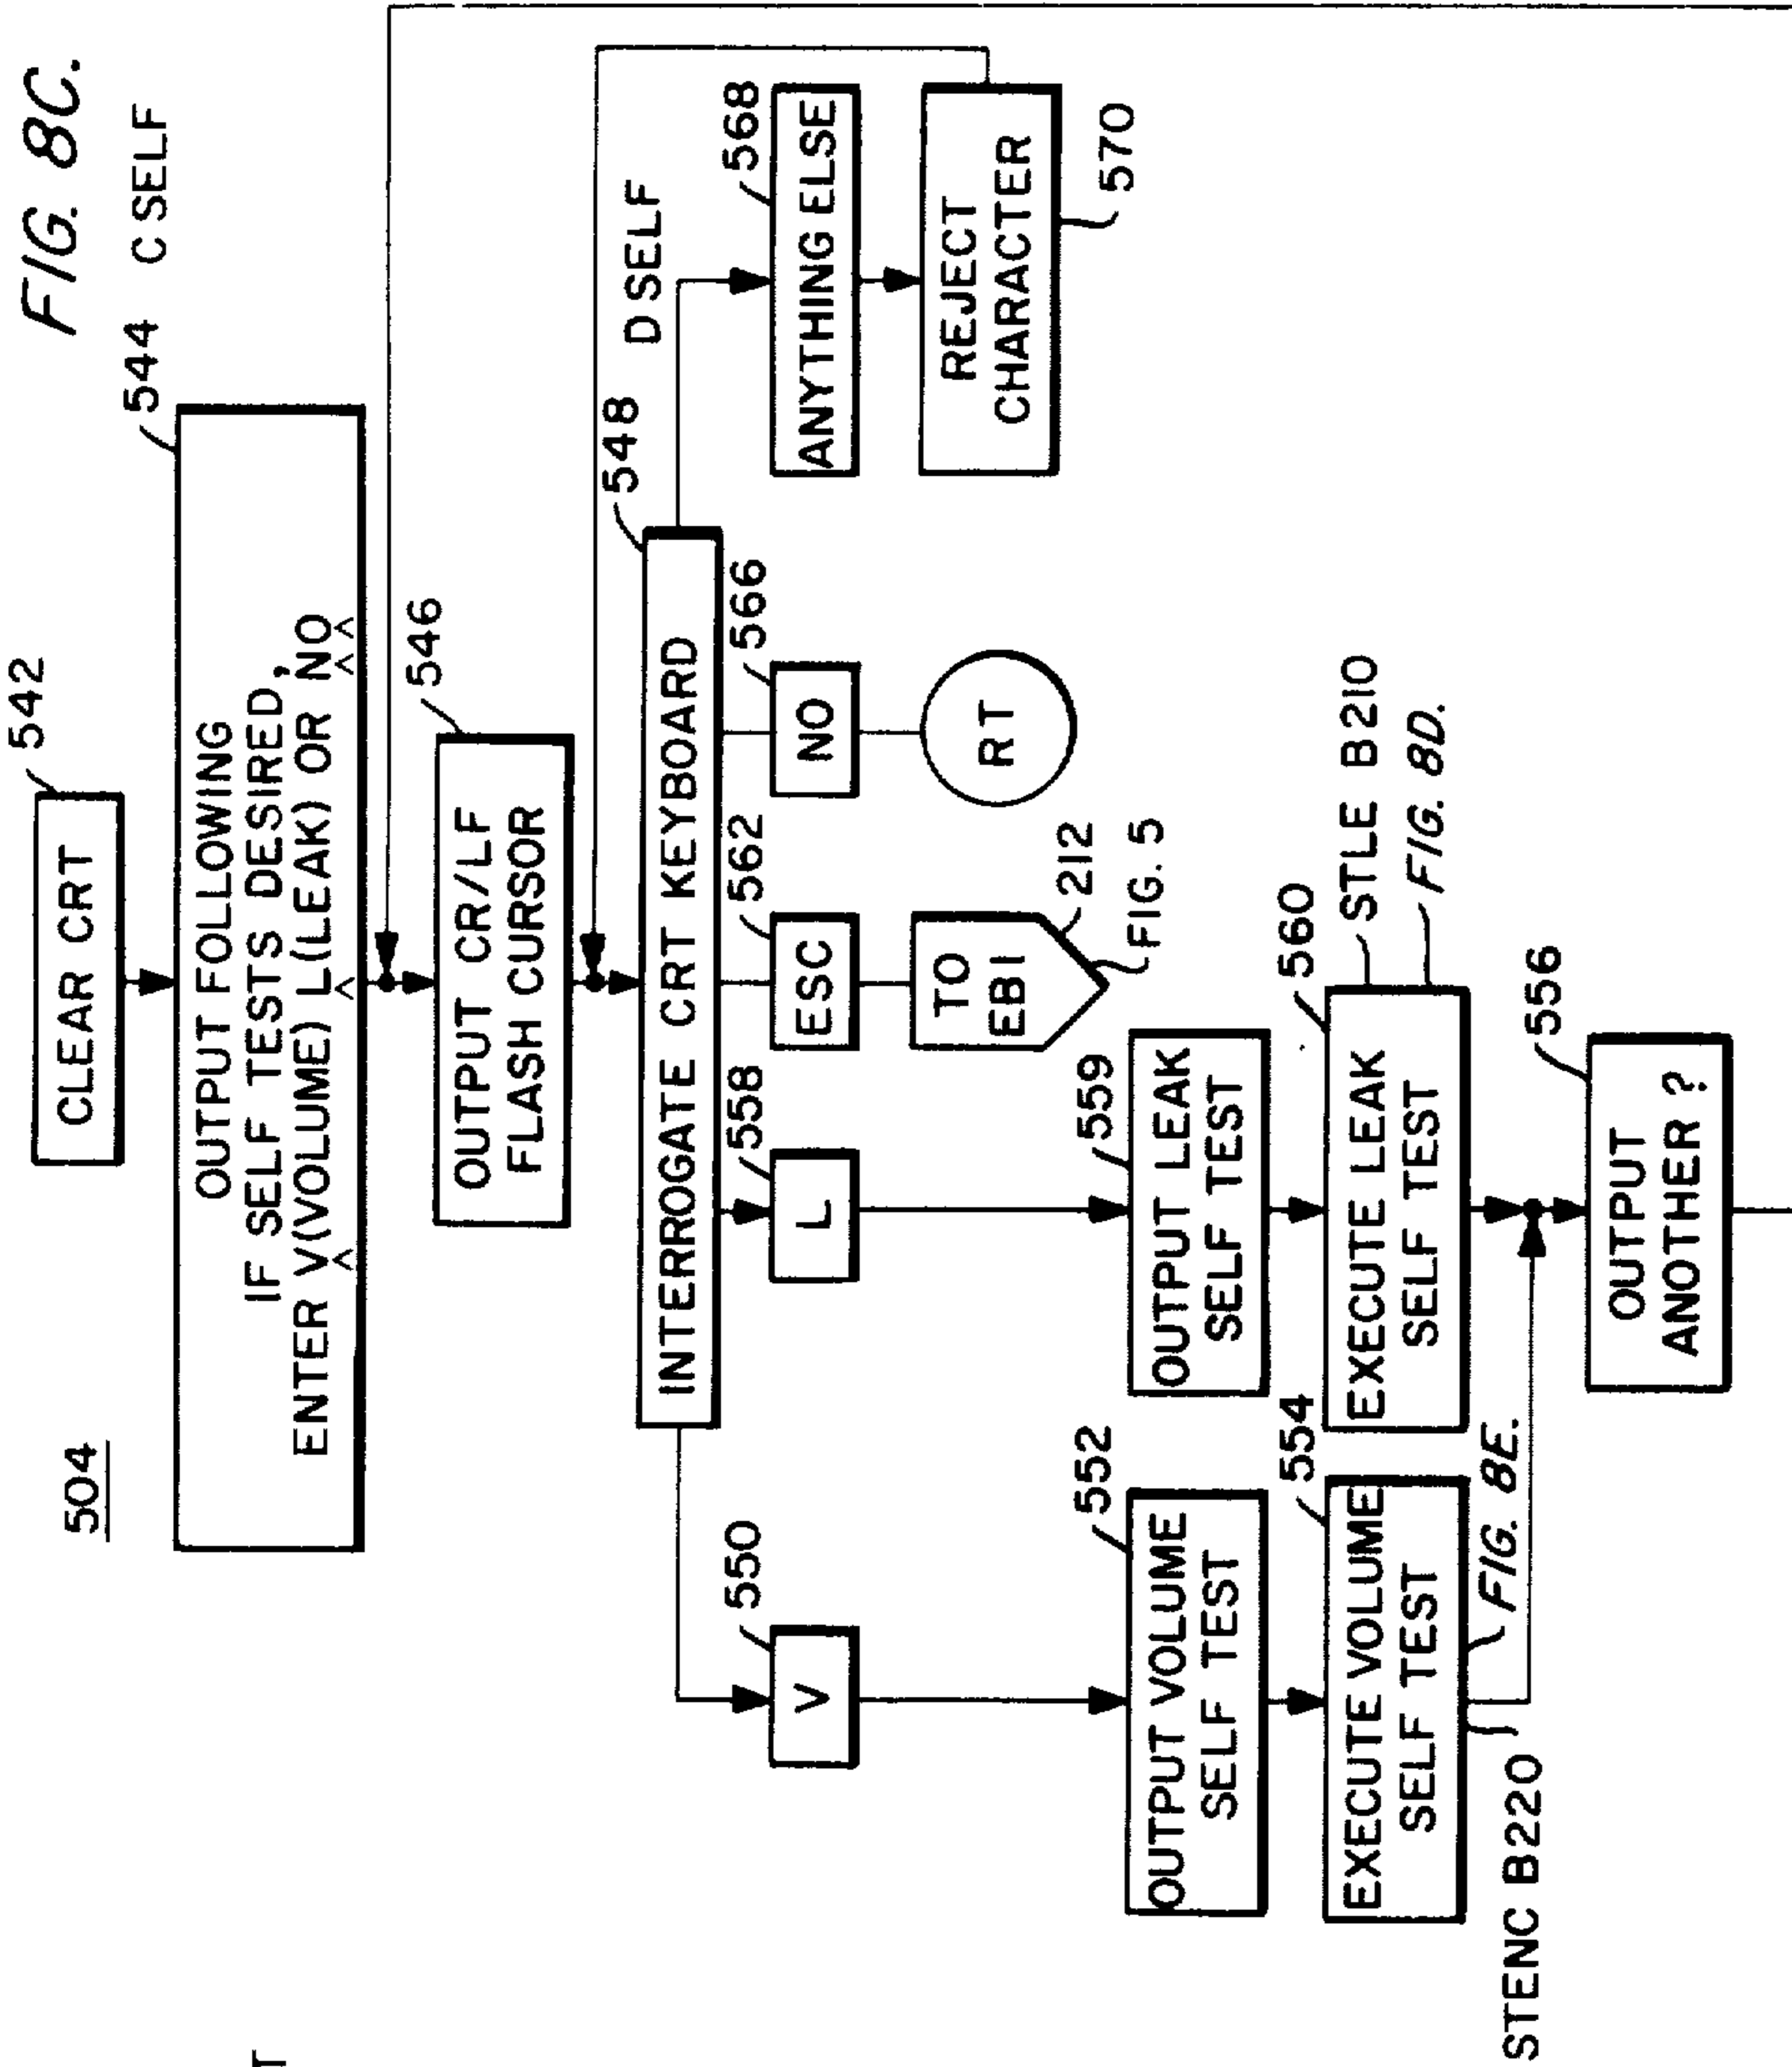 FIG. 8C.
504
542
CLEAR CRT
544 C SELF
OUTPUT FOLLOWING
IF SELF TESTS DESIRED,
ENTER V(VOLUME) L(LEAK) OR NO
^ ^ ^ ^
546
OUTPUT CR/LF
FLASH CURSOR
548
D SELF
INTERROGATE CRT KEYBOARD
550
V
558
L
562
ESC
566
NO
568
ANYTHING ELSE
TO
EBI
212
FIG. 5
RT
REJECT
CHARACTER
570
552
OUTPUT VOLUME
SELF TEST
559
OUTPUT LEAK
SELF TEST
554
EXECUTE VOLUME
SELF TEST
560
EXECUTE LEAK
SELF TEST
STLE B210
FIG. 8D.
STENC B220
FIG. 8E.
556
OUTPUT
ANOTHER ?
T